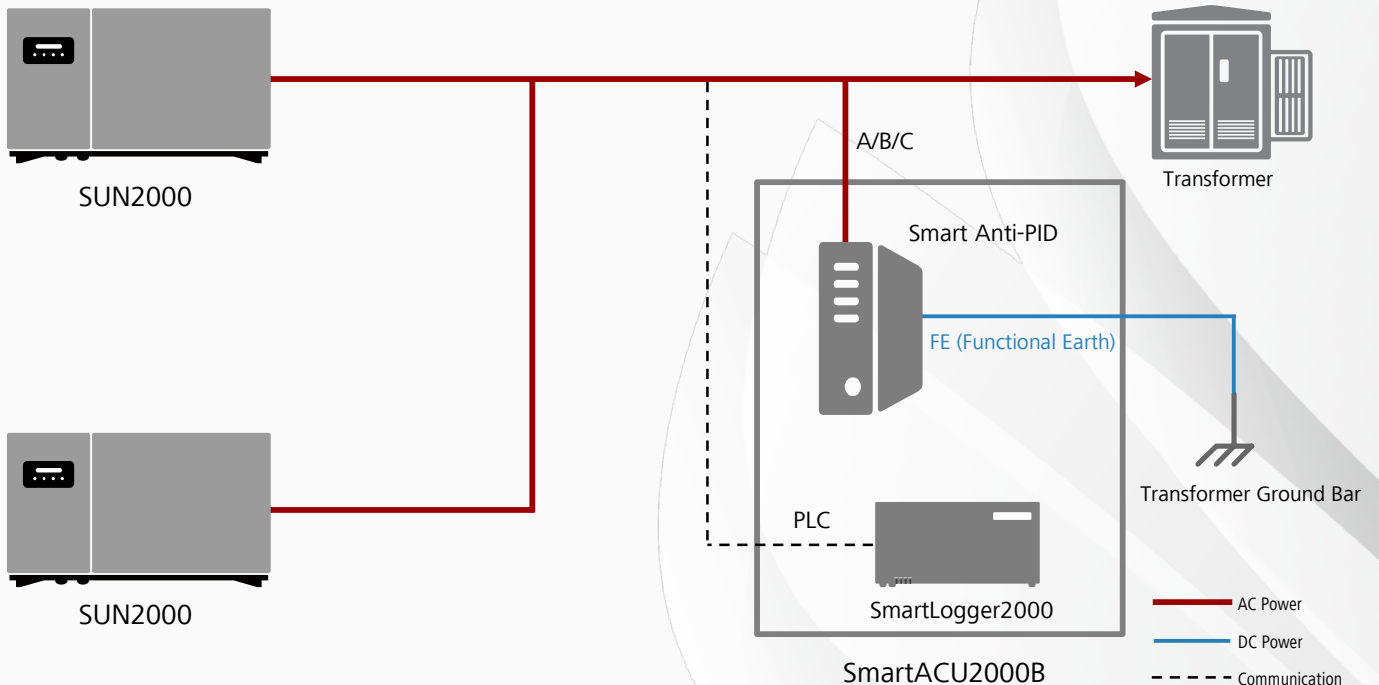 SUN2000
A/B/C
Transformer
Smart Anti-PID
FE (Functional Earth)
Transformer Ground Bar
PLC
SmartLogger2000
SUN2000
SmartACU2000B
AC Power
DC Power
Communication